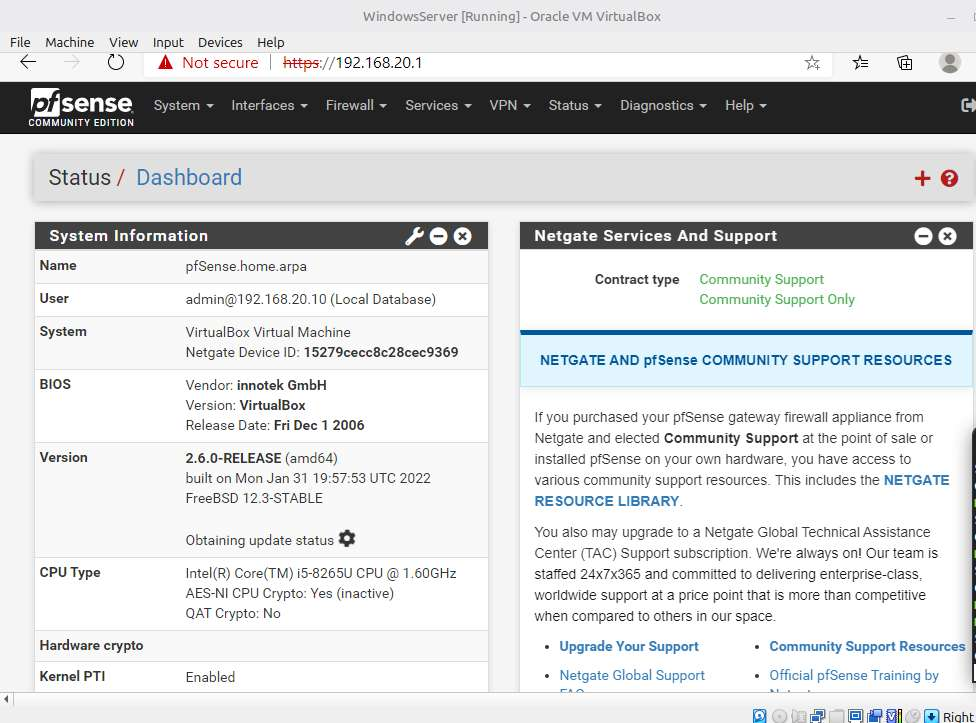 WindowsServer [Running] - Oracle VM VirtualBox
File Machine View Input Devices Help
Not secure https://192.168.20.1
pfsense
COMMUNITY EDITION
System Interfaces Firewall Services VPN Status Diagnostics Help
Status / Dashboard
System Information
Name pfSense.home.arpa
User admin@192.168.20.10 (Local Database)
System VirtualBox Virtual Machine
Netgate Device ID: 15279cecc8c28cec9369
BIOS Vendor: innotek GmbH
Version: VirtualBox
Release Date: Fri Dec 1 2006
Version 2.6.0-RELEASE (amd64)
built on Mon Jan 31 19:57:53 UTC 2022
FreeBSD 12.3-STABLE
Obtaining update status
CPU Type Intel(R) Core(TM) i5-8265U CPU @ 1.60GHz
AES-NI CPU Crypto: Yes (inactive)
QAT Crypto: No
Hardware crypto
Kernel PTI Enabled
Netgate Services And Support
Contract type Community Support
Community Support Only
NETGATE AND pfSense COMMUNITY SUPPORT RESOURCES
If you purchased your pfSense gateway firewall appliance from
Netgate and elected Community Support at the point of sale or
installed pfSense on your own hardware, you have access to
various community support resources. This includes the NETGATE
RESOURCE LIBRARY.
You also may upgrade to a Netgate Global Technical Assistance
Center (TAC) Support subscription. We're always on! Our team is
staffed 24x7x365 and committed to delivering enterprise-class,
worldwide support at a price point that is more than competitive
when compared to others in our space.
• Upgrade Your Support
• Community Support Resources
• Netgate Global Support
• Official pfSense Training by
Right